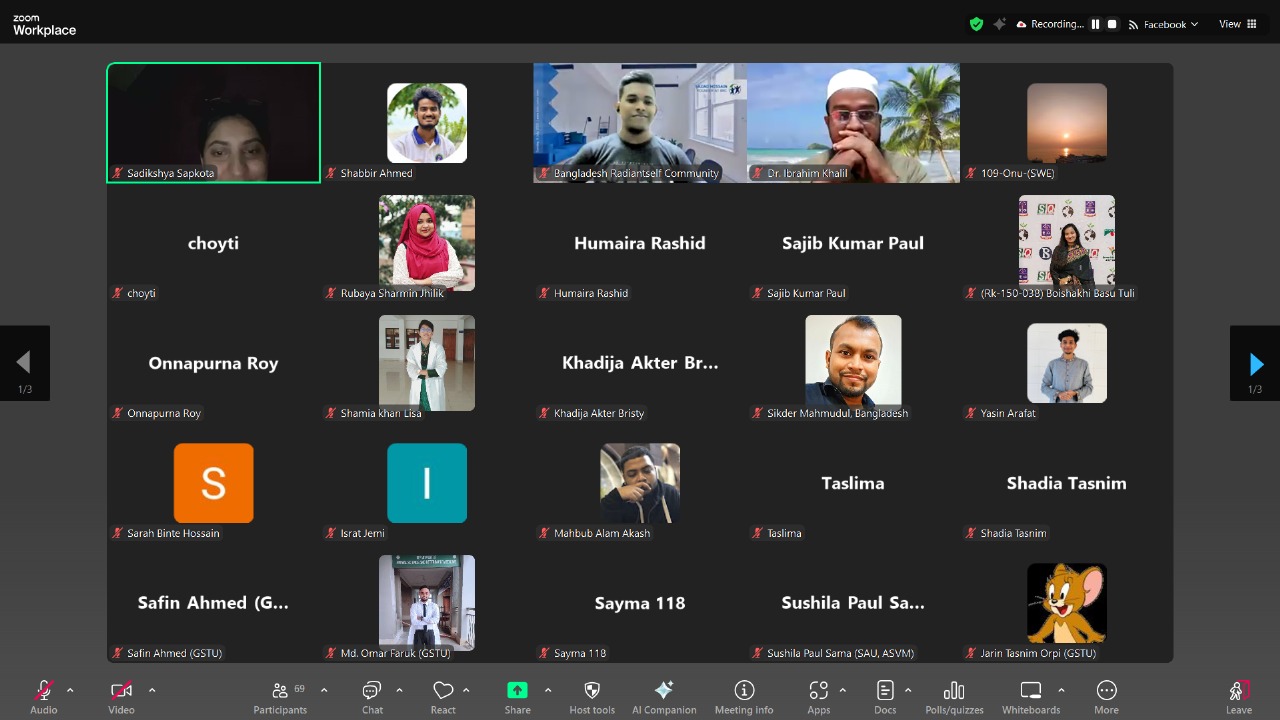 zoom
Workplace
Recording...
Facebook
View
Sadikshya Sapkota
Shabbir Ahmed
Bangladesh Radiantself Community
Dr. Ibrahim Khalil
109-Onu-(SWE)
choyti
Humaira Rashid
Sajib Kumar Paul
choyti
Rubaya Sharmin Jhilik
Humaira Rashid
Sajib Kumar Paul
(Rk-150-038) Boishakhi Basu Tuli
Onnapurna Roy
Khadija Akter Br...
1/3
1/3
Onnapurna Roy
Shamia khan Lisa
Khadija Akter Bristy
Sikder Mahmudul, Bangladesh
Yasin Arafat
S
I
Taslima
Shadia Tasnim
Sarah Binte Hossain
Israt Jemi
Mahbub Alam Akash
Taslima
Shadia Tasnim
Safin Ahmed (G...
Sayma 118
Sushila Paul Sa...
Safin Ahmed (GSTU)
Md. Omar Faruk (GSTU)
Sayma 118
Sushila Paul Sama (SAU, ASVM)
Jarin Tasnim Orpi (GSTU)
69
Audio
Video
Participants
Chat
React
Share
Host tools
AI Companion
Meeting info
Apps
Docs
Polls/quizzes
Whiteboards
More
Leave